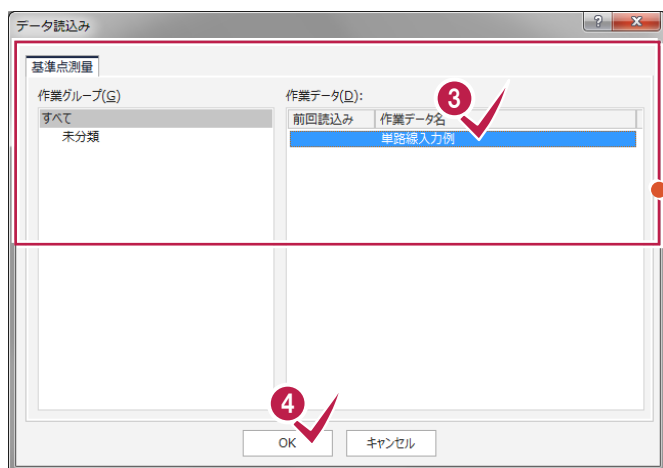 データ読込み
?
X
基準点測量
作業グループ(G)
作業データ(D):
3
すべて
前回読込み
作業データ名
未分類
単路線入力例
4
OK
キャンセル